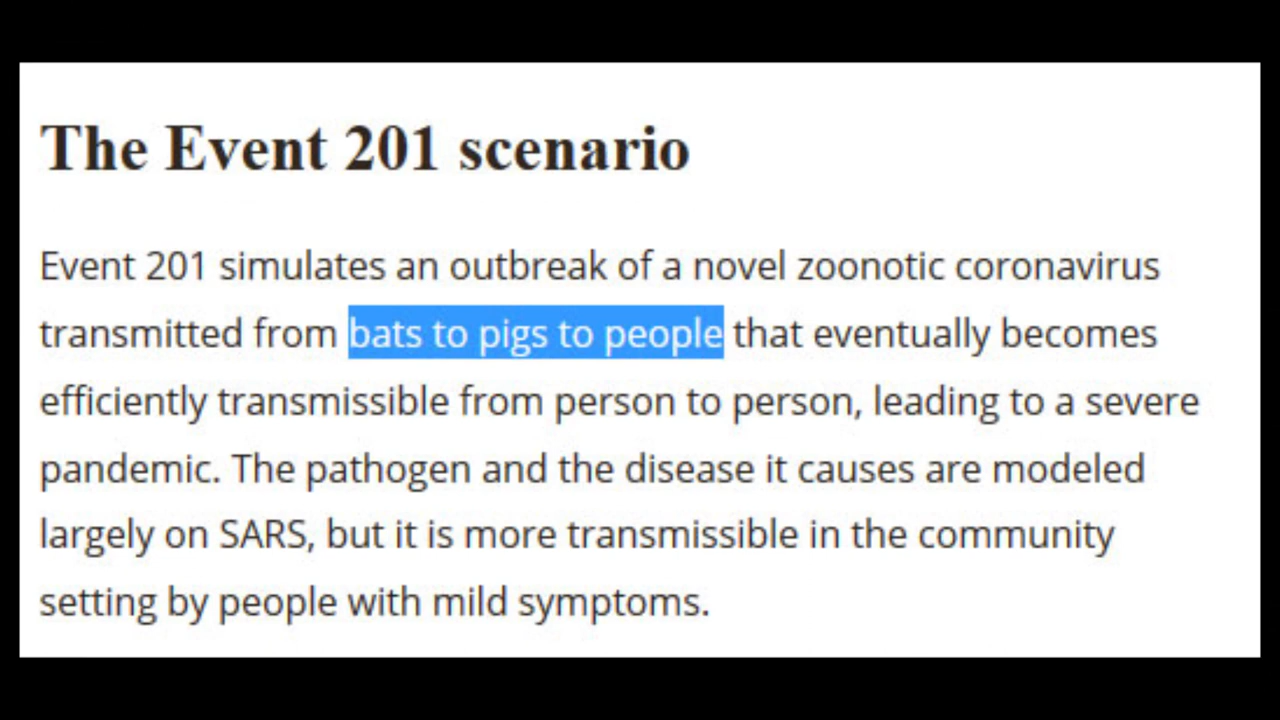 The Event 201 scenario
Event 201 simulates an outbreak of a novel zoonotic coronavirus
transmitted from bats to pigs to people that eventually becomes
efficiently transmissible from person to person, leading to a severe
pandemic. The pathogen and the disease it causes are modeled
largely on SARS, but it is more transmissible in the community
setting by people with mild symptoms.